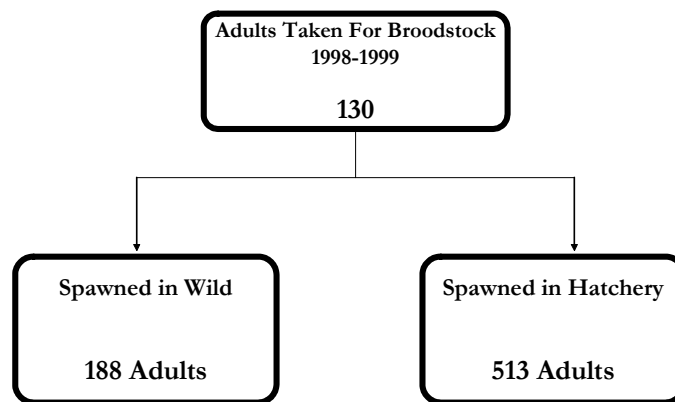 Adults Taken For Broodstock
1998-1999
130
Spawned in Wild
188 Adults
Spawned in Hatchery
513 Adults